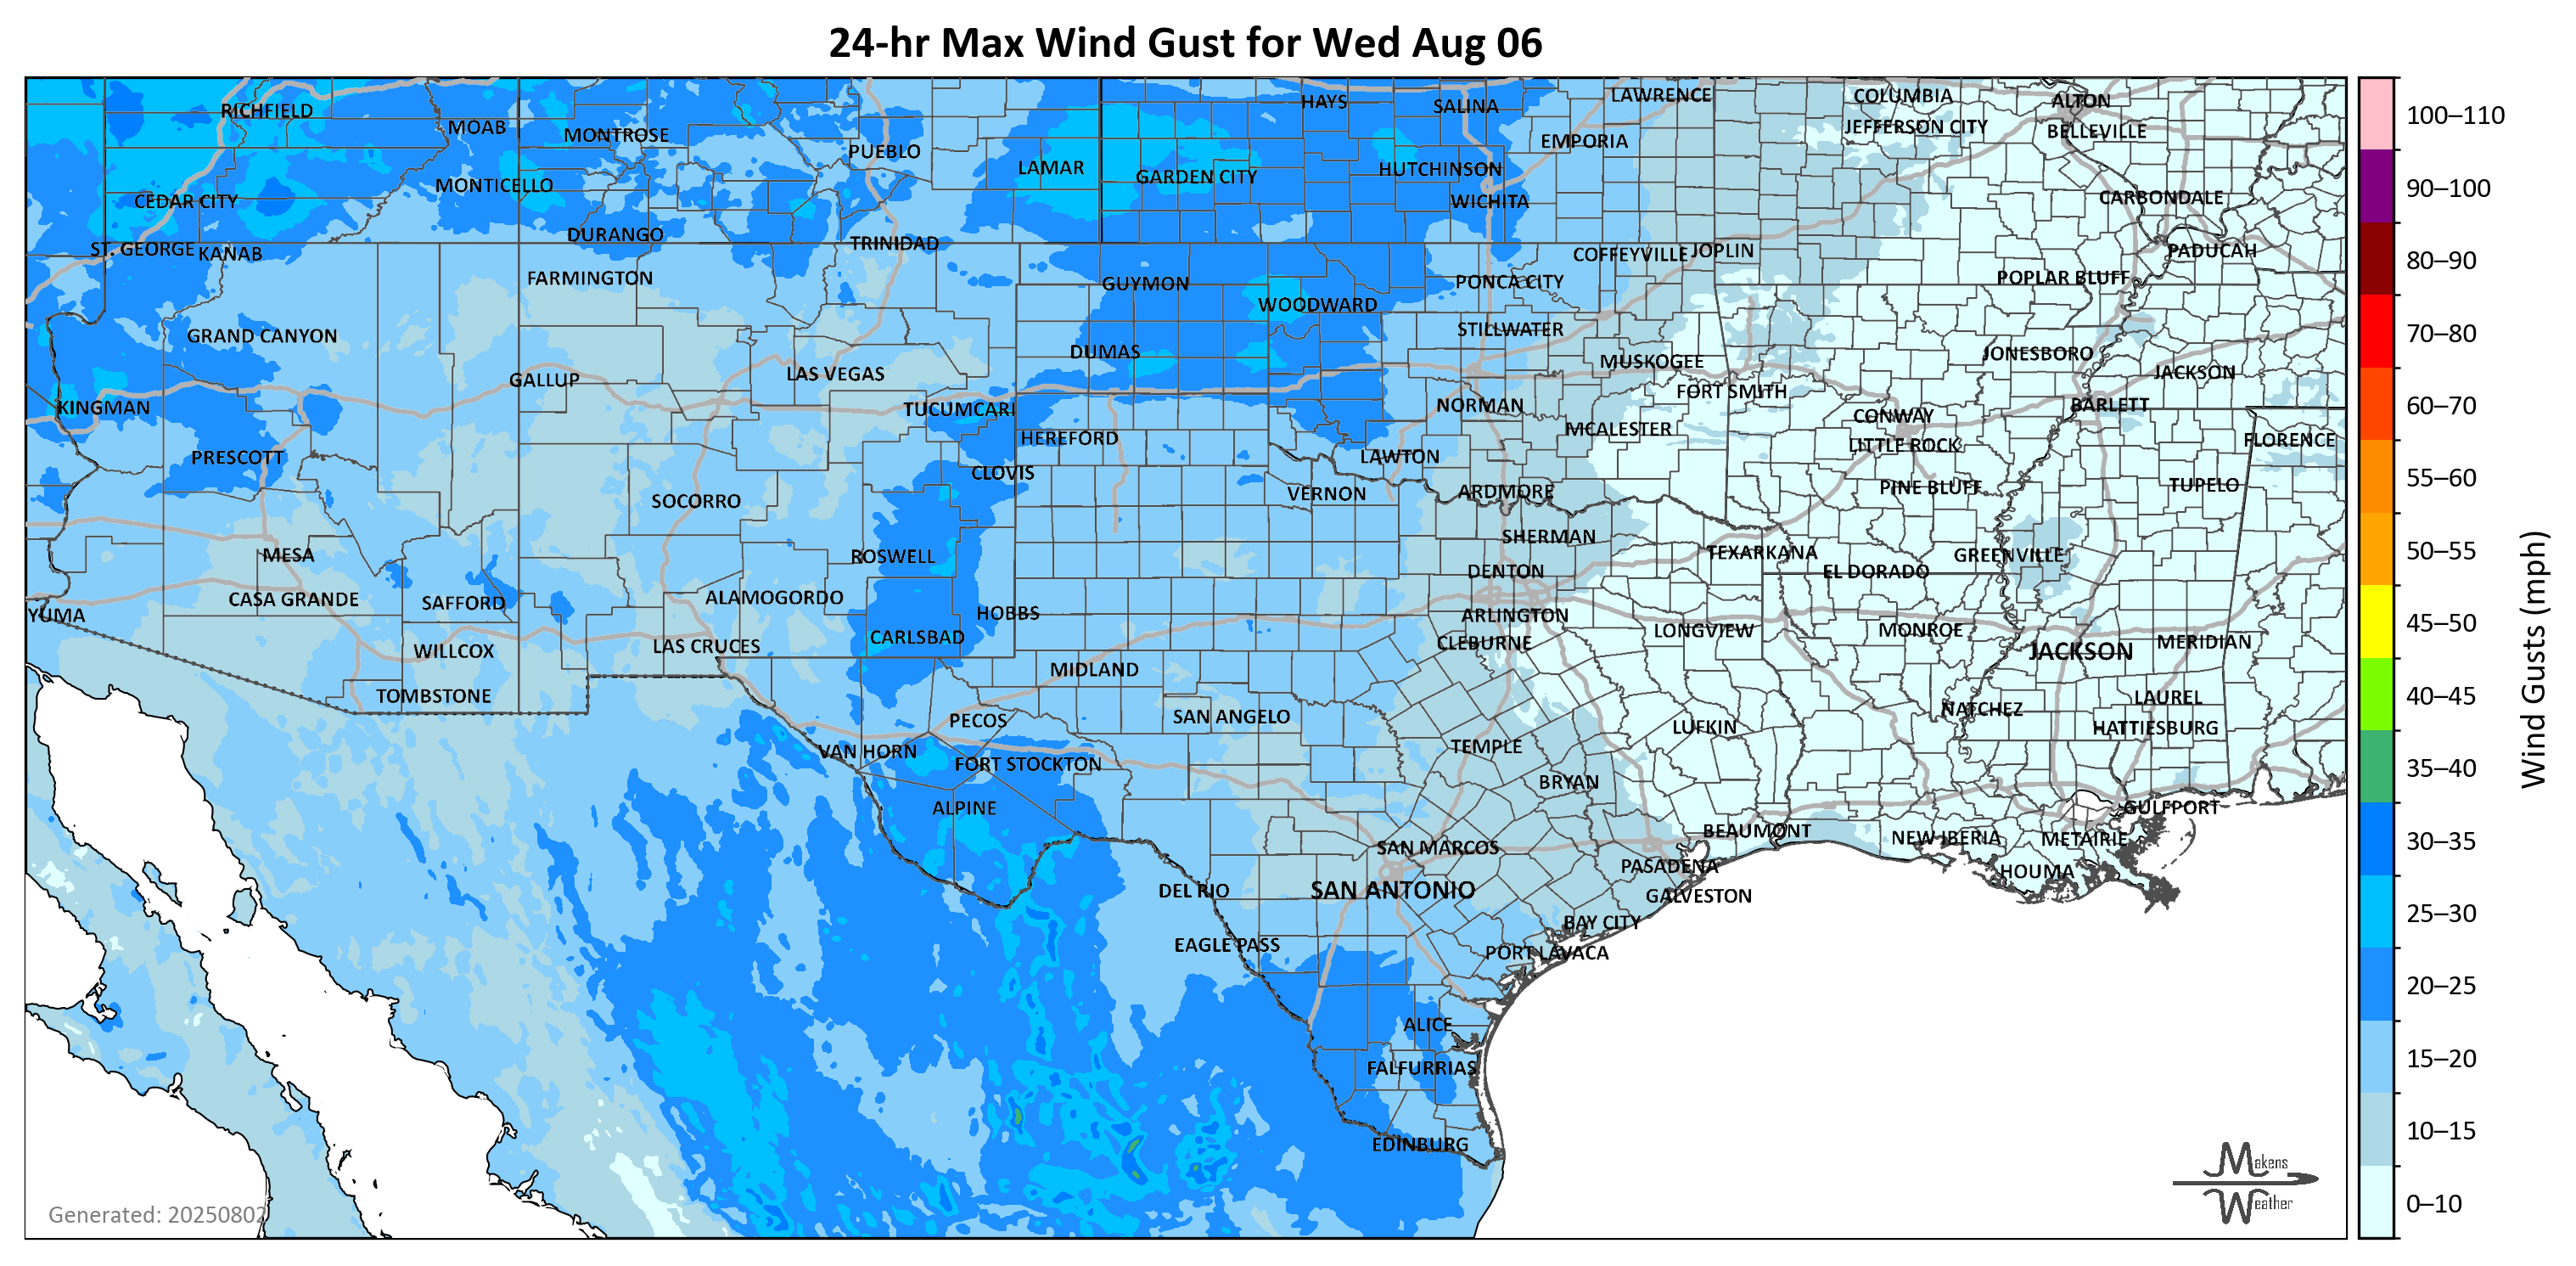 24-hr Max Wind Gust for Wed Aug 06
RICHFIELD
MOAB
MONTROSE
PUEBLO
LAMAR
GARDEN CITY
HAYS
SALINA
HUTCHINSON
WICHITA
EMPORIA
LAWRENCE
COLUMBIA
JEFFERSON CITY
ALTON
BELLEVILLE
CARBONDALE
PADUCAH
CEDAR CITY
MONTICELLO
ST. GEORGE
KANAB
DURANGO
TRINIDAD
FARMINGTON
GUYMON
WOODWARD
PONCA CITY
COFFEYVILLE
JOPLIN
POPLAR BLUFF
GRAND CANYON
GALLUP
LAS VEGAS
DUMAS
STILLWATER
MUSKOGEE
FORT SMITH
JONESBORO
JACKSON
KINGMAN
TUCUMCARI
HEREFORD
NORMAN
MCALESTER
CONWAY
LITTLE ROCK
BARLETT
FLORENCE
PRESCOTT
CLOVIS
LAWTON
VERNON
ARDMORE
PINE BLUFF
TUPELO
SOCORRO
MESA
ROSWELL
SHERMAN
DENTON
TEXARKANA
EL DORADO
GREENVILLE
YUMA
CASA GRANDE
SAFFORD
ALAMOGORDO
HOBBS
CARLSBAD
ARLINGTON
CLEBURNE
LONGVIEW
MONROE
JACKSON
MERIDIAN
WILLCOX
LAS CRUCES
MIDLAND
TOMBSTONE
PECOS
SAN ANGELO
LUFKIN
NATCHEZ
LAUREL
HATTIESBURG
VAN HORN
FORT STOCKTON
TEMPLE
BRYAN
ALPINE
GULFPORT
SAN MARCOS
BEAUMONT
NEW IBERIA
METAIRIE
PASADENA
HOUMA
DEL RIO
SAN ANTONIO
GALVESTON
BAY CITY
EAGLE PASS
PORT LAVACA
ALICE
FALFURRIAS
EDINBURG
Generated: 20250802
Makens
Weather
100–110
90–100
80–90
70–80
60–70
55–60
50–55
45–50
40–45
35–40
30–35
25–30
20–25
15–20
10–15
0–10
Wind Gusts (mph)